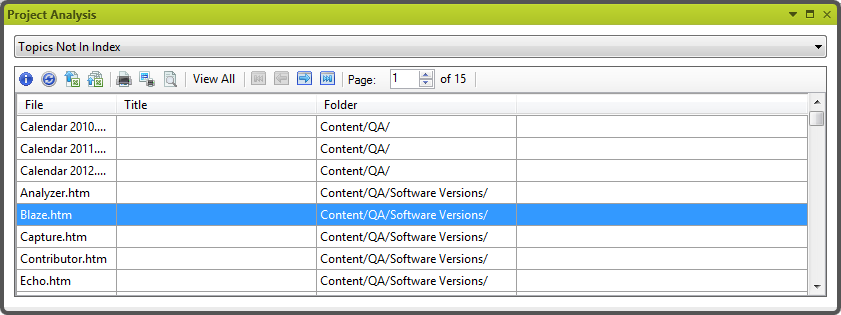 Project Analysis
Topics Not In Index
View All Page: 1 of 15
File Title Folder
Calendar 2010.... Content/QA/
Calendar 2011.... Content/QA/
Calendar 2012.... Content/QA/
Analyzer.htm Content/QA/Software Versions/
Blaze.htm Content/QA/Software Versions/
Capture.htm Content/QA/Software Versions/
Contributor.htm Content/QA/Software Versions/
Echo.htm Content/QA/Software Versions/